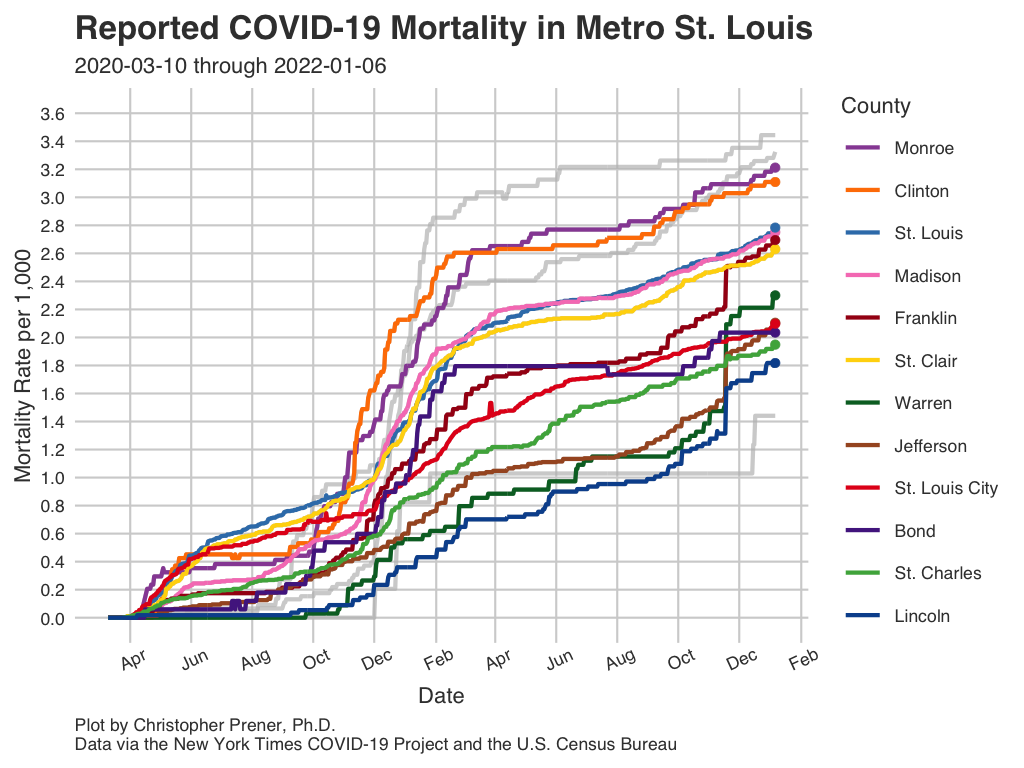 Reported COVID-19 Mortality in Metro St. Louis
2020-03-10 through 2022-01-06
Mortality Rate per 1,000
3.6
3.4
3.2
3.0
2.8
2.6
2.4
2.2
2.0
1.8
1.6
1.4
1.2
1.0
0.8
0.6
0.4
0.2
0.0
Apr Jun Aug Oct Dec Feb Apr Jun Aug Oct Dec Feb
Date
County
Monroe
Clinton
St. Louis
Madison
Franklin
St. Clair
Warren
Jefferson
St. Louis City
Bond
St. Charles
Lincoln
Plot by Christopher Prener, Ph.D.
Data via the New York Times COVID-19 Project and the U.S. Census Bureau